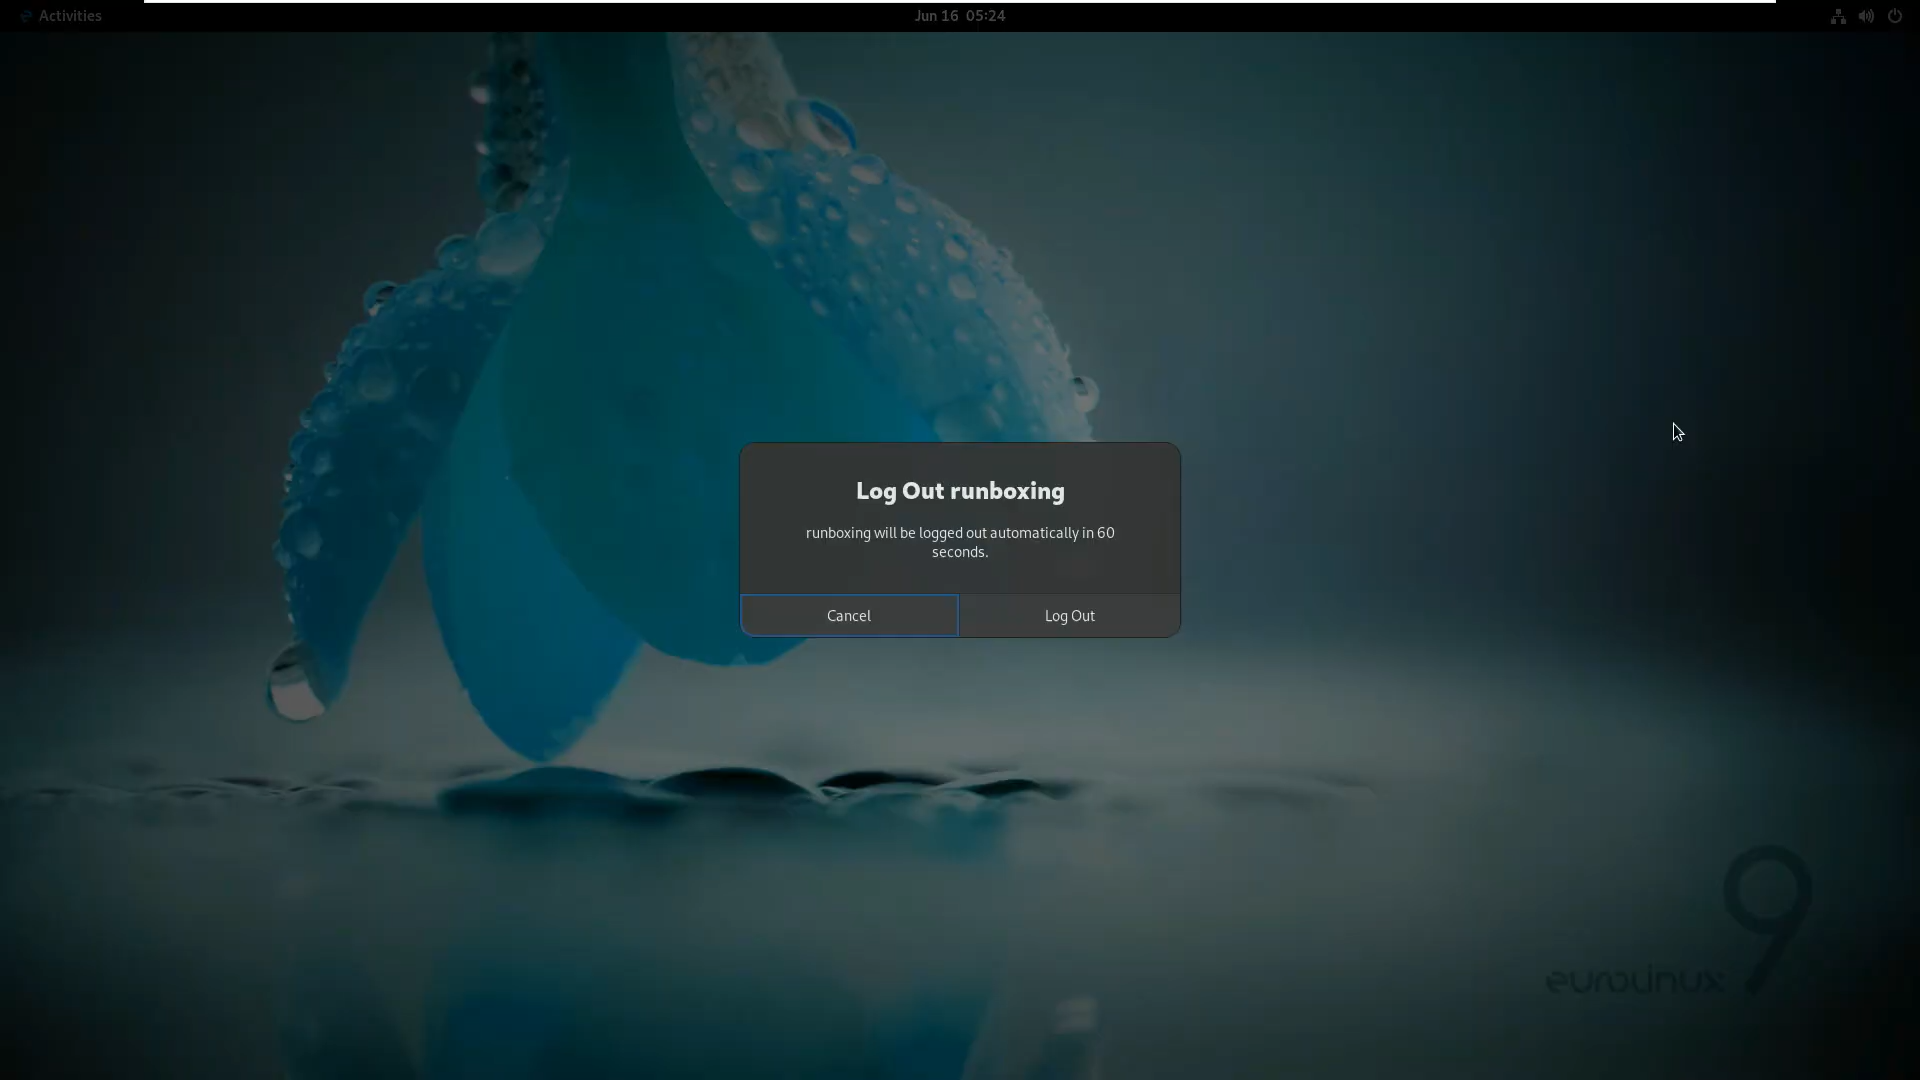 Activities
Jun 16 05:24
Log Out runboxing
runboxing will be logged out automatically in 60
seconds.
Cancel
Log Out
9
eurolinux